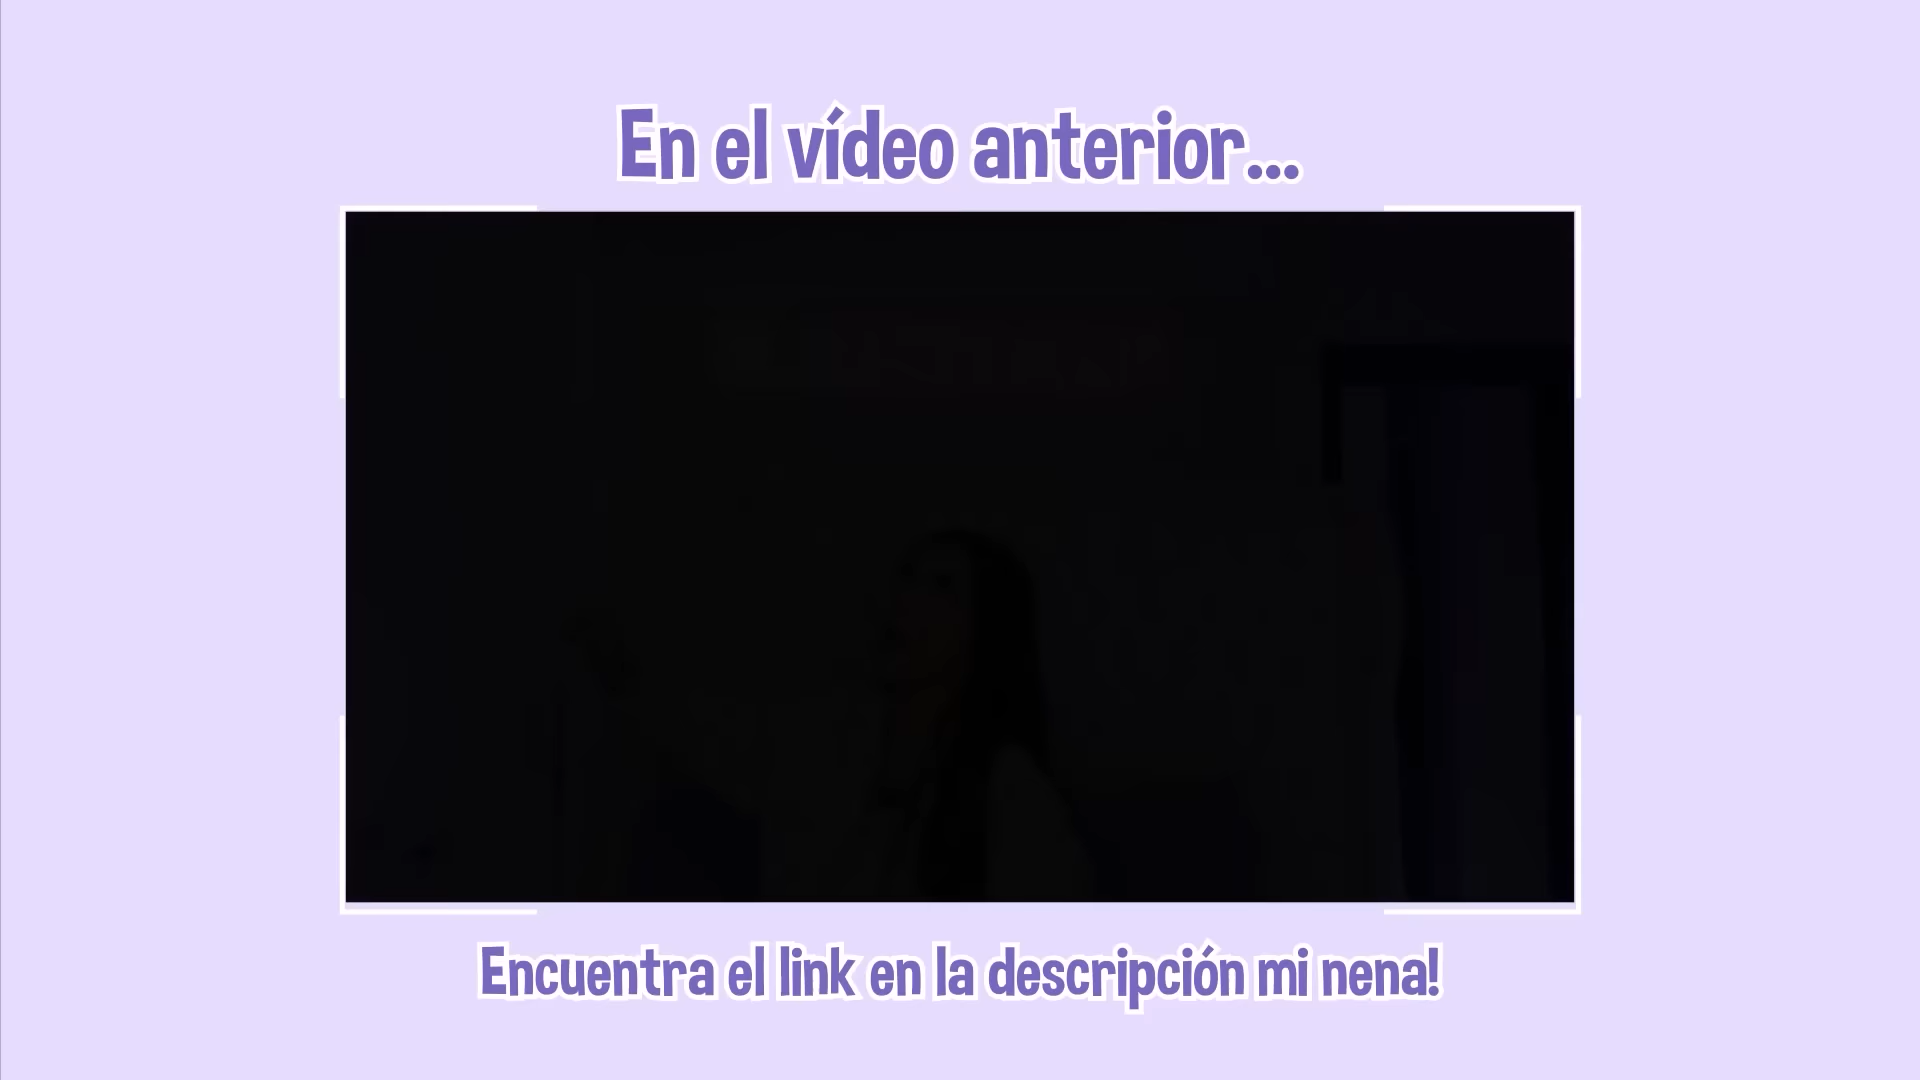 En el vídeo anterior...
Encuentra el link en la descripción mi nena!